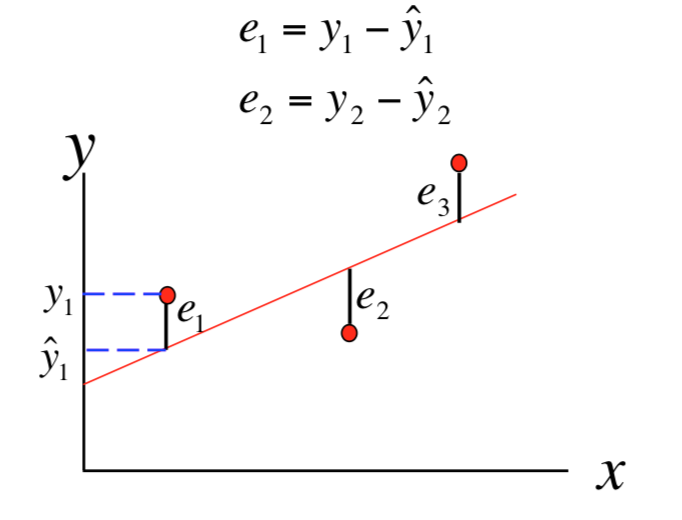 e₁ = y₁ − ŷ₁
e₂ = y₂ − ŷ₂
y
e₃
y₁
e₁
e₂
ŷ₁
x